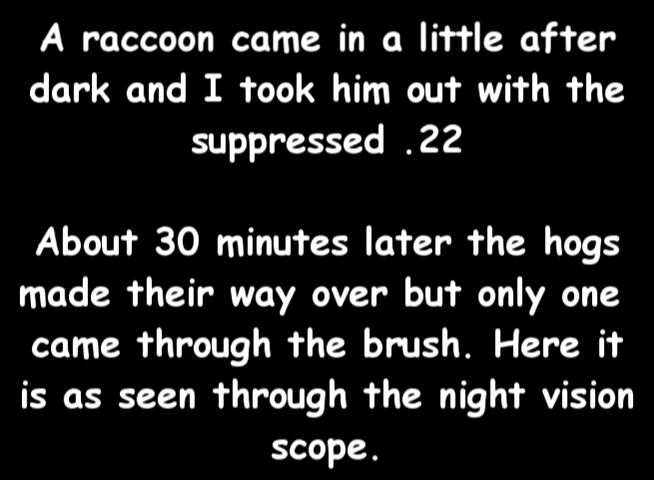 A raccoon came in a little after
dark and I took him out with the
suppressed .22
About 30 minutes later the hogs
made their way over but only one
came through the brush. Here it
is as seen through the night vision
scope.